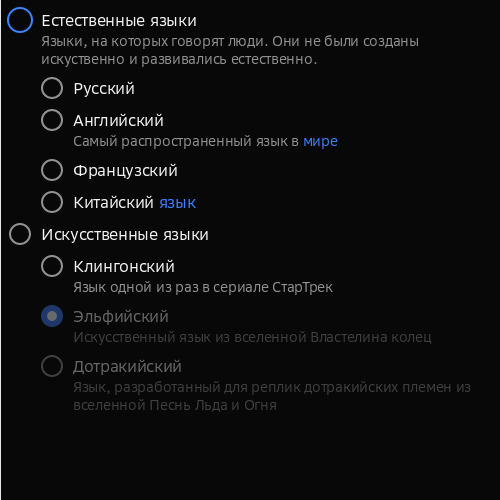 Естественные языки
Языки, на которых говорят люди. Они не были созданы
искуственно и развивались естественно.
Русский
Английский
Самый распространенный язык в мире
Французский
Китайский язык
Искусственные языки
Клингонский
Язык одной из раз в сериале СтарТрек
Эльфийский
Искусственный язык из вселенной Властелина колец
Дотракийский
Язык, разработанный для реплик дотракийских племен из
вселенной Песнь Льда и Огня